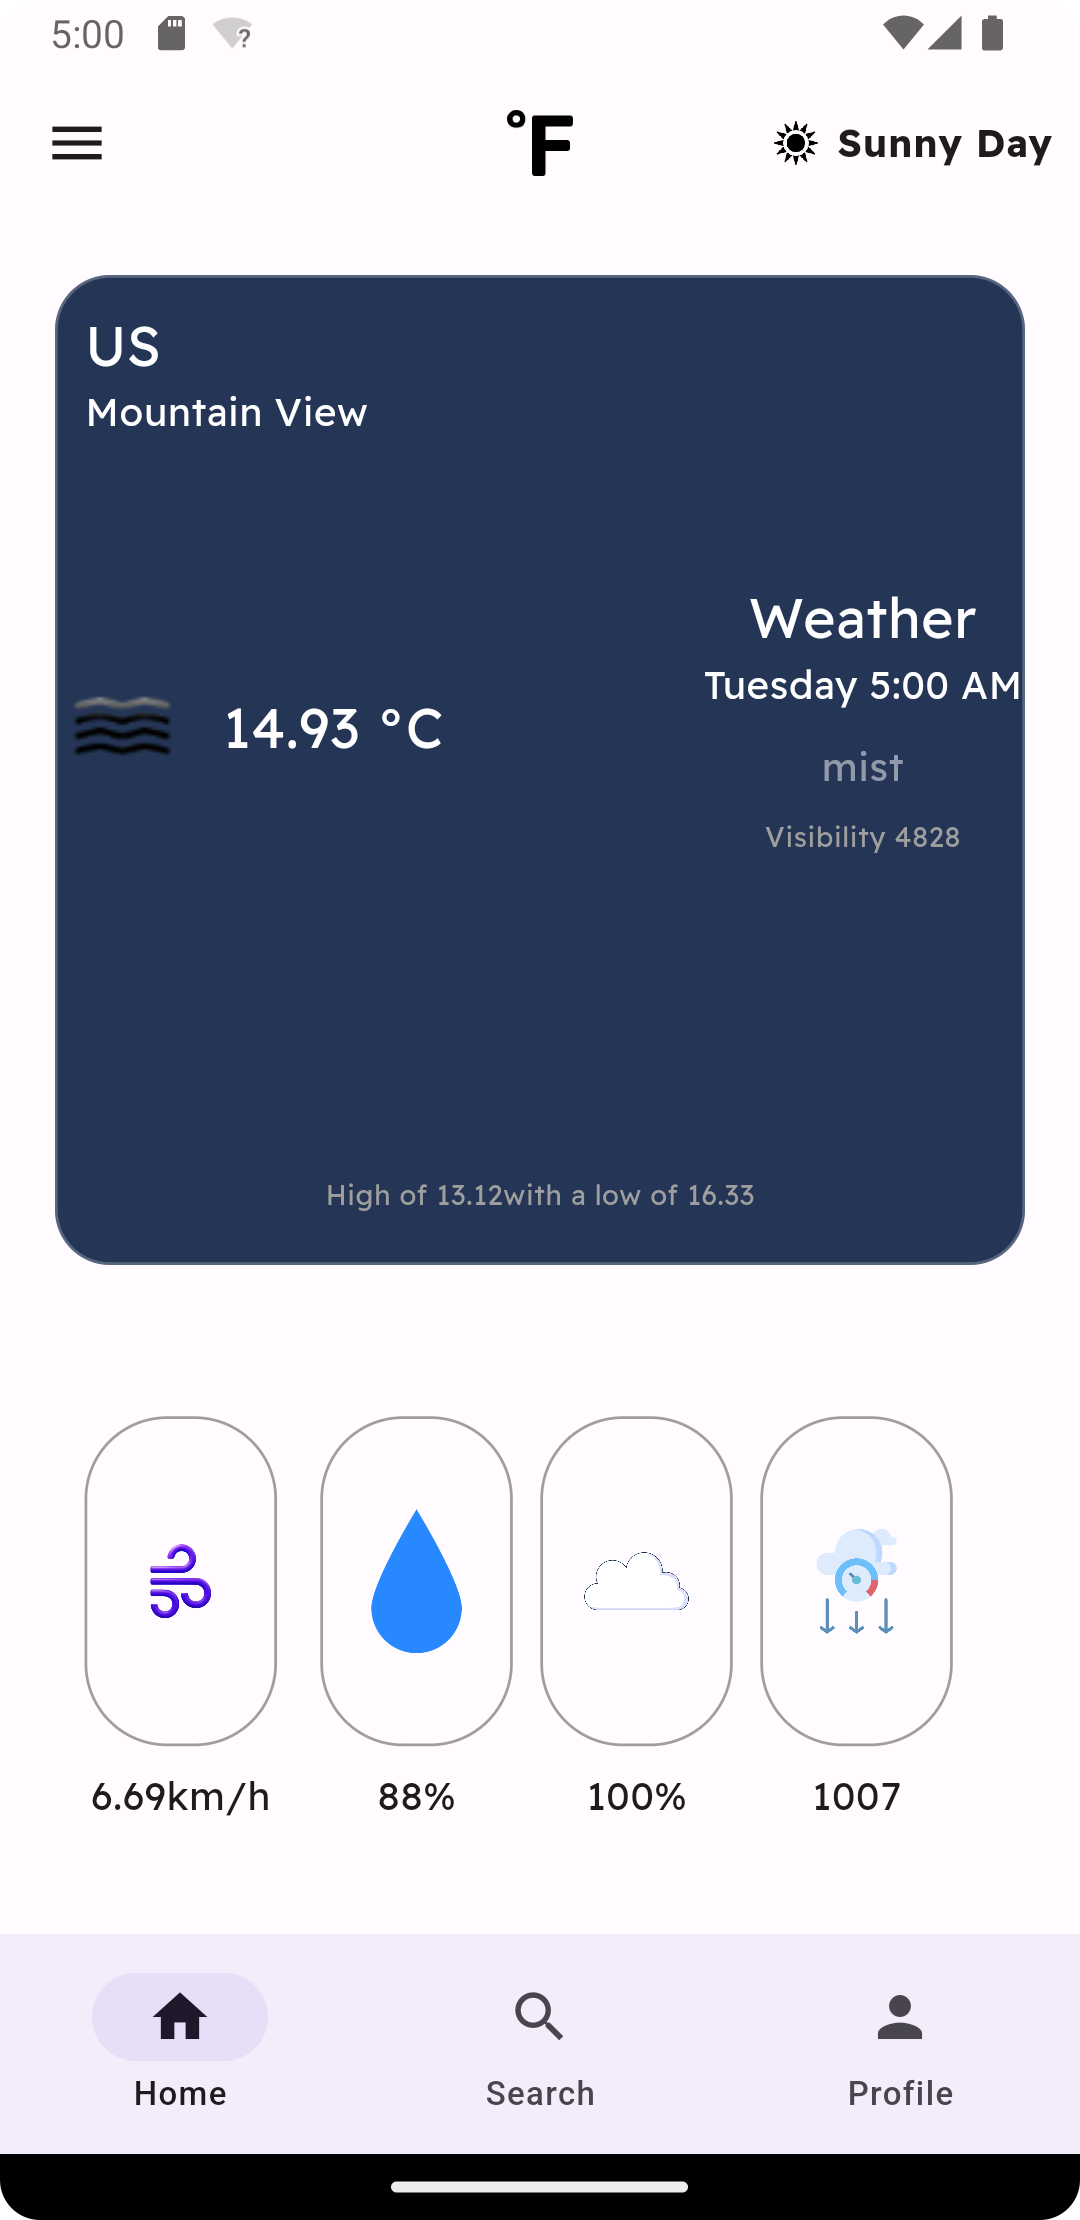 5:00
°F
Sunny Day
US
Mountain View
Weather
Tuesday 5:00 AM
14.93 °C
mist
Visibility 4828
High of 13.12with a low of 16.33
6.69km/h
88%
100%
1007
Home
Search
Profile